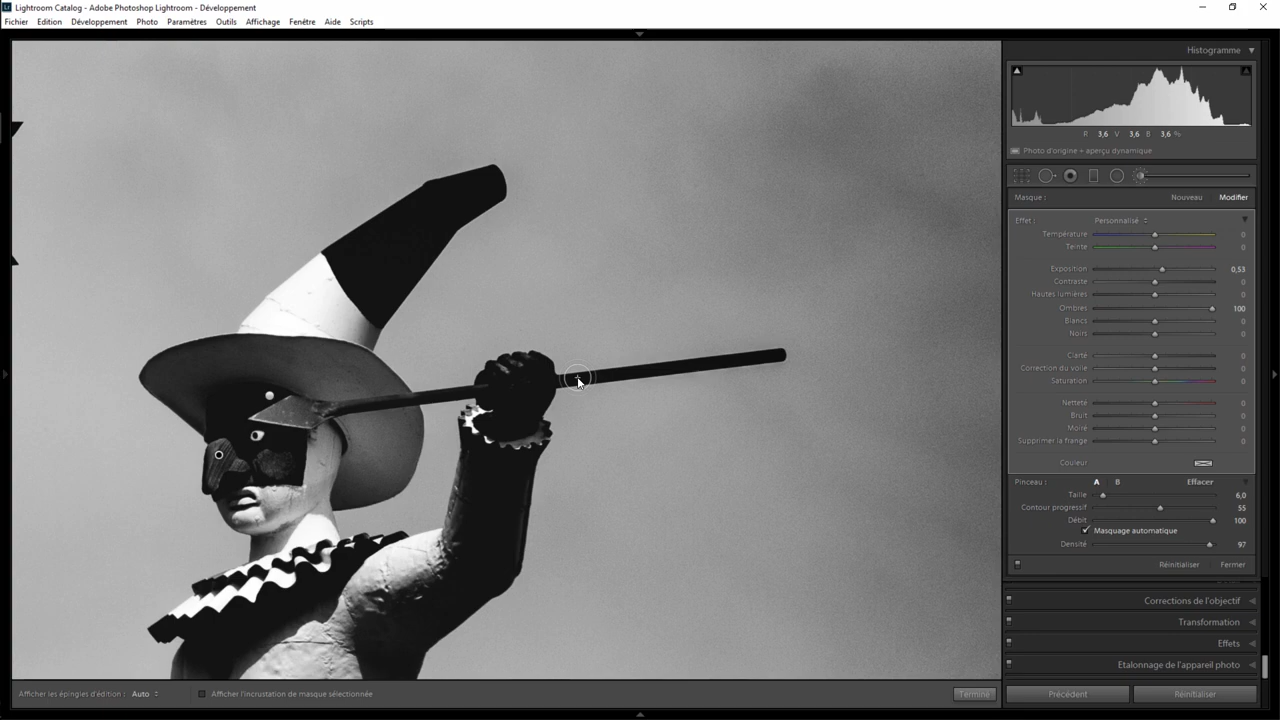 Lightroom Catalog - Adobe Photoshop Lightroom - Développement
Fichier Edition Développement Photo Paramètres Outils Affichage Fenêtre Aide Scripts
Histogramme
R 3,6 V 3,6 B 3,6 %
Photo d'origine + aperçu dynamique
Masque : Nouveau Modifier
Effet : Personnalisé
Température 0
Teinte 0
Exposition 0,53
Contraste 0
Hautes lumières 0
Ombres 100
Blancs 0
Noirs 0
Clarté 0
Correction du voile 0
Saturation 0
Netteté 0
Bruit 0
Moiré 0
Supprimer la frange 0
Couleur
Pinceau : A B Effacer
Taille 6,0
Contour progressif 55
Débit 100
Masquage automatique
Densité 97
Réinitialiser Fermer
Corrections de l'objectif
Transformation
Effets
Etalonnage de l'appareil photo
Afficher les épingles d'édition : Auto Afficher l'incrustation de masque sélectionnée Terminé
Précédent Réinitialiser